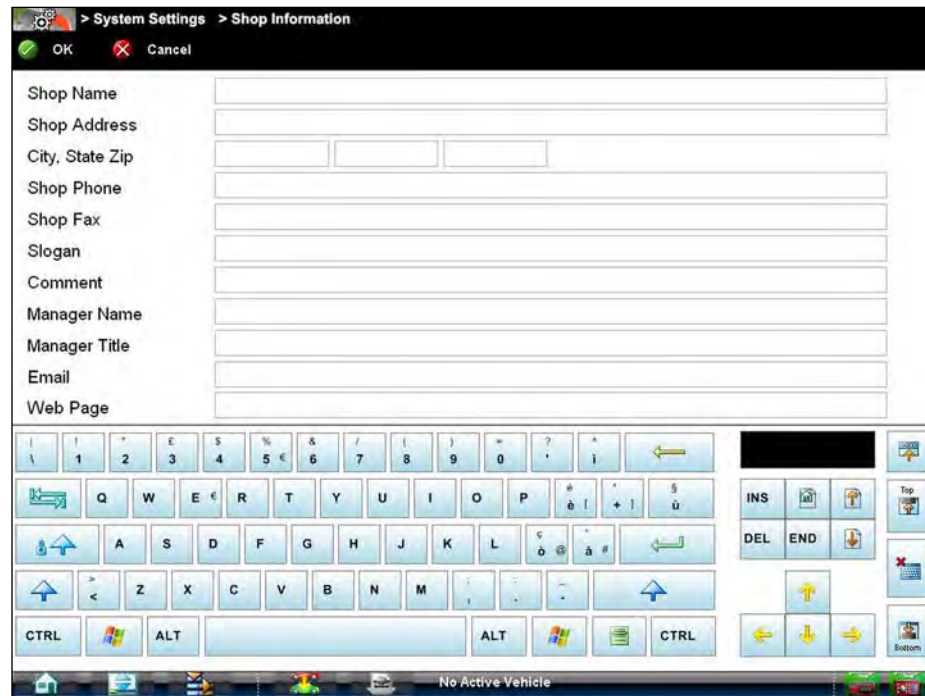 > System Settings > Shop Information
OK Cancel
Shop Name
Shop Address
City, State Zip
Shop Phone
Shop Fax
Slogan
Comment
Manager Name
Manager Title
Email
Web Page
| ! " £ $ % & / ( ) = ? ^
\ 1 2 3 4 5 € 6 7 8 9 0 ' ì
Q W E € R T Y U I O P é è [ * + ] § ù
INS
Top
A S D F G H J K L ç ò @ ° à #
DEL END
> < Z X C V B N M ; , : . _ -
CTRL ALT ALT CTRL
Bottom
No Active Vehicle